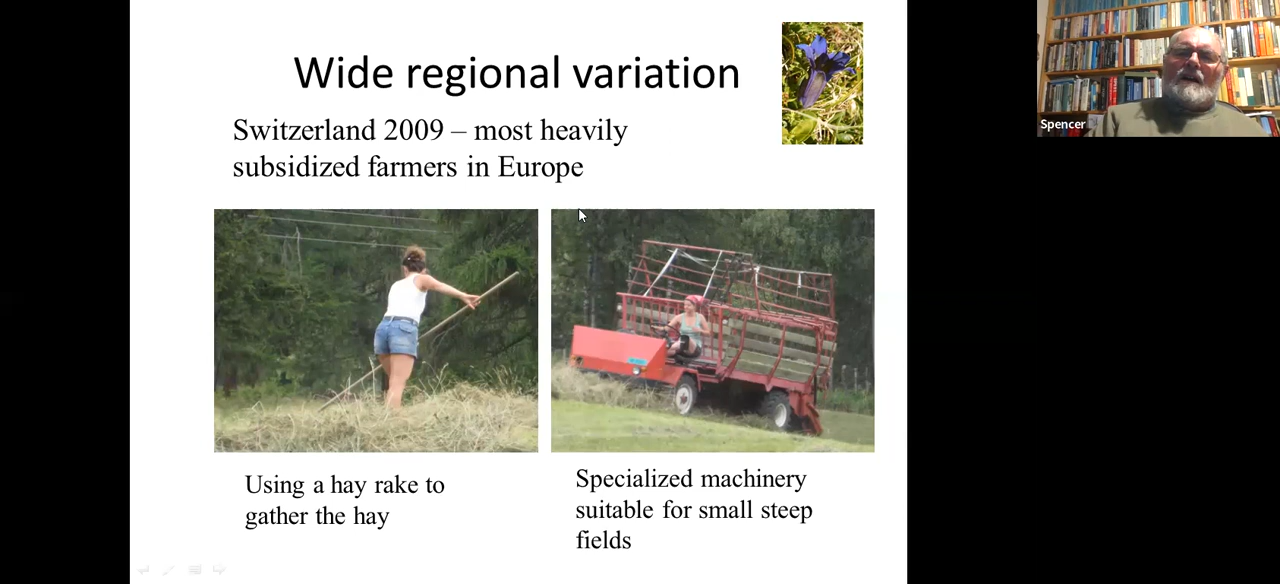 Wide regional variation
Switzerland 2009 – most heavily
subsidized farmers in Europe
Spencer
Using a hay rake to
gather the hay
Specialized machinery
suitable for small steep
fields